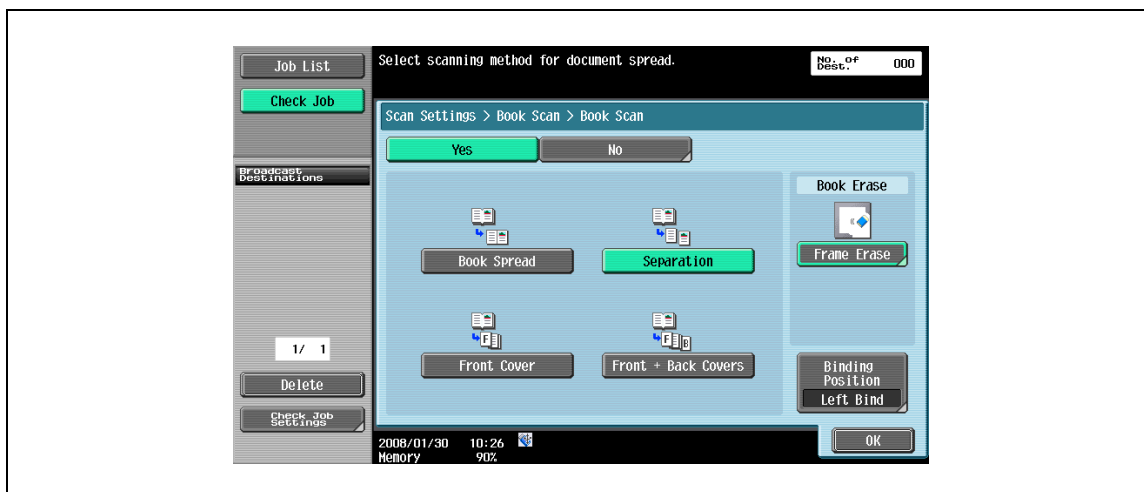 Job List
Check Job
Select scanning method for document spread.
No. of
Dest.
000
Scan Settings > Book Scan > Book Scan
Yes
No
Broadcast
Destinations
Book Erase
Book Spread
Separation
Frame Erase
F
F
B
Front Cover
Front + Back Covers
1/ 1
Delete
Check Job
Settings
Binding
Position
Left Bind
OK
2008/01/30 10:26
Memory 90%